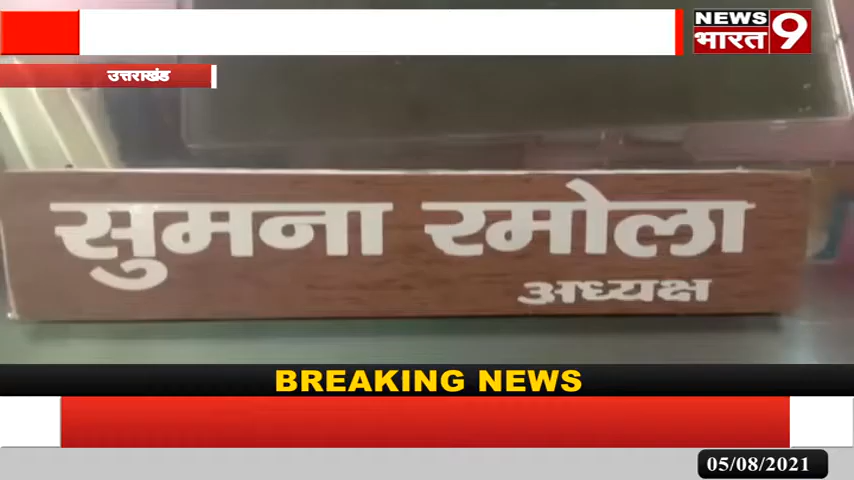 NEWS
भारत 9
उत्तराखंड
सुमना रमोला
अध्यक्ष
BREAKING NEWS
05/08/2021